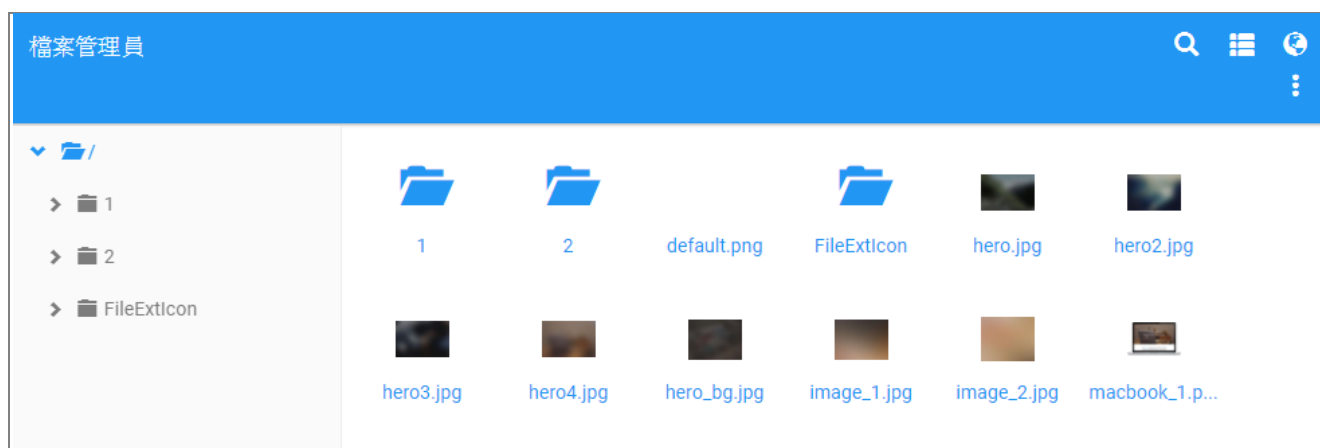 檔案管理員
/
1
2
FileExtIcon
1 2 default.png FileExtIcon hero.jpg hero2.jpg
hero3.jpg hero4.jpg hero_bg.jpg image_1.jpg image_2.jpg macbook_1.p...